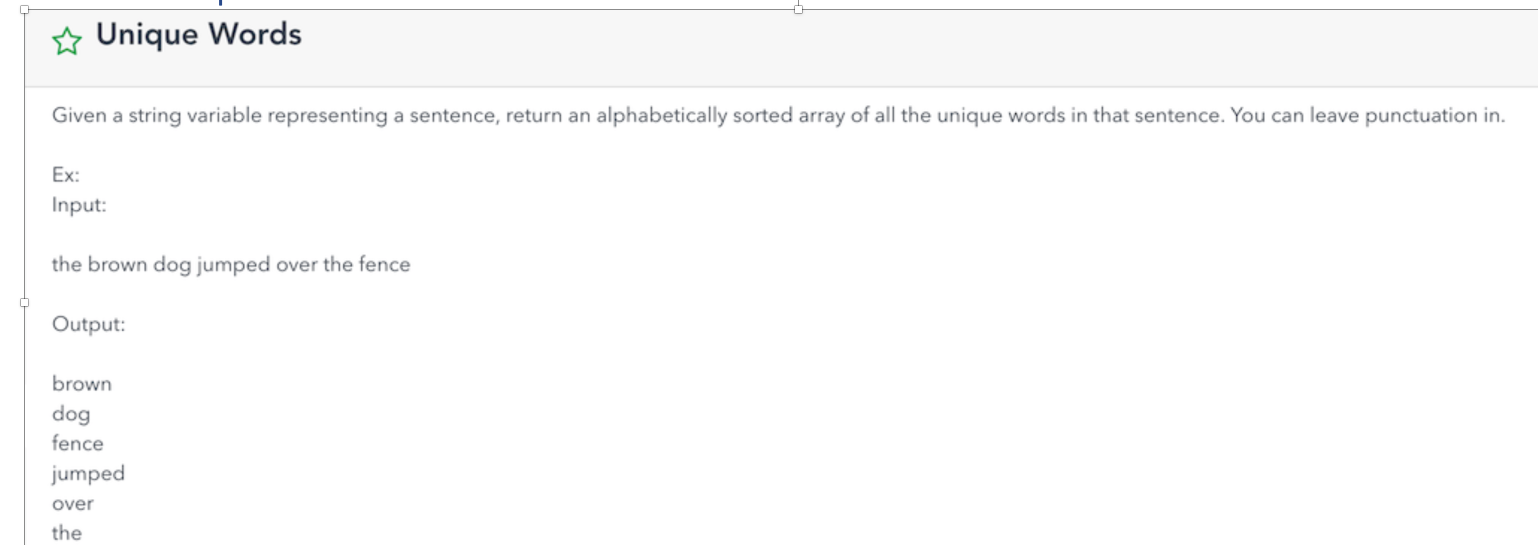 Unique Words
Given a string variable representing a sentence, return an alphabetically sorted array of all the unique words in that sentence. You can leave punctuation in.
Ex:
Input:
the brown dog jumped over the fence
Output:
brown
dog
fence
jumped
over
the